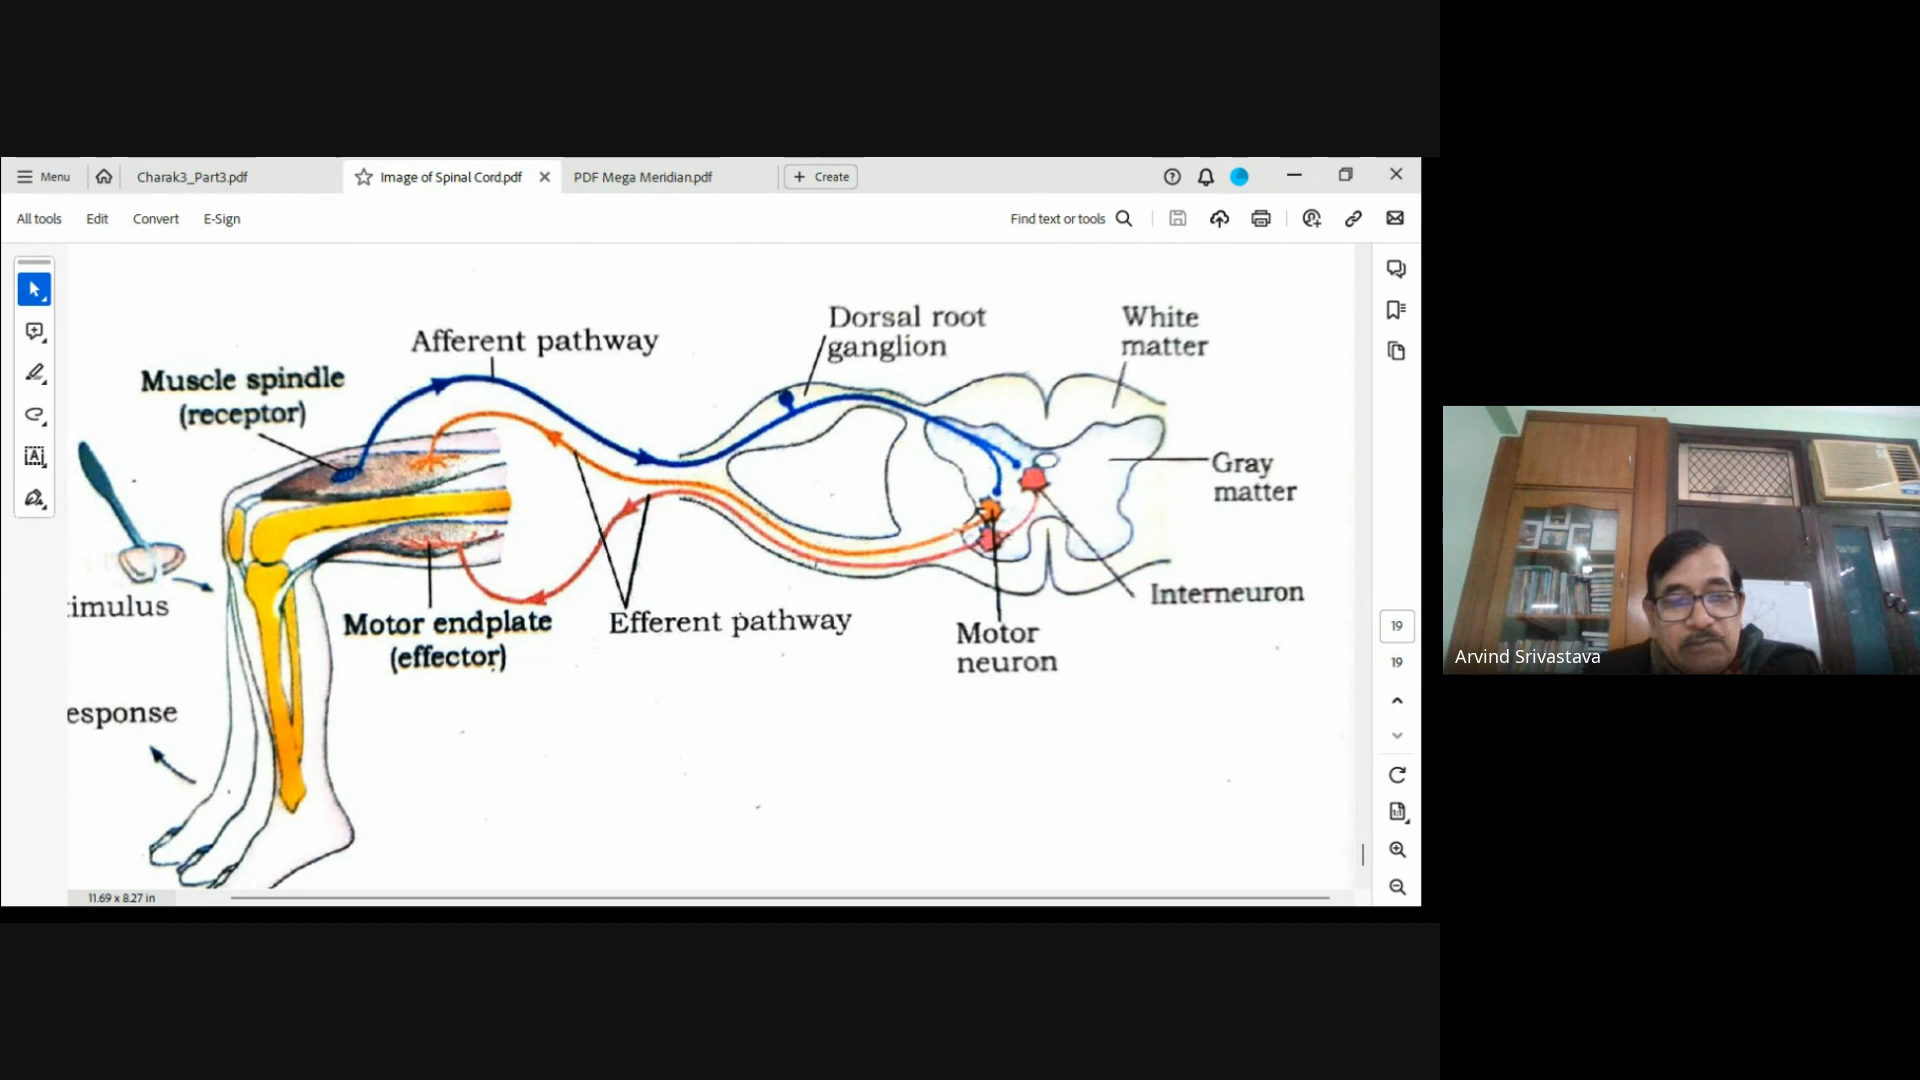 Menu
Charak3_Part3.pdf
Image of Spinal Cord.pdf
PDF Mega Meridian.pdf
Create
All tools
Edit
Convert
E-Sign
Find text or tools
Dorsal root
ganglion
White
matter
Afferent pathway
Muscle spindle
(receptor)
Gray
matter
timulus
Interneuron
Motor endplate
(effector)
Efferent pathway
Motor
neuron
esponse
19
19
11.69 x 8.27 in
Arvind Srivastava